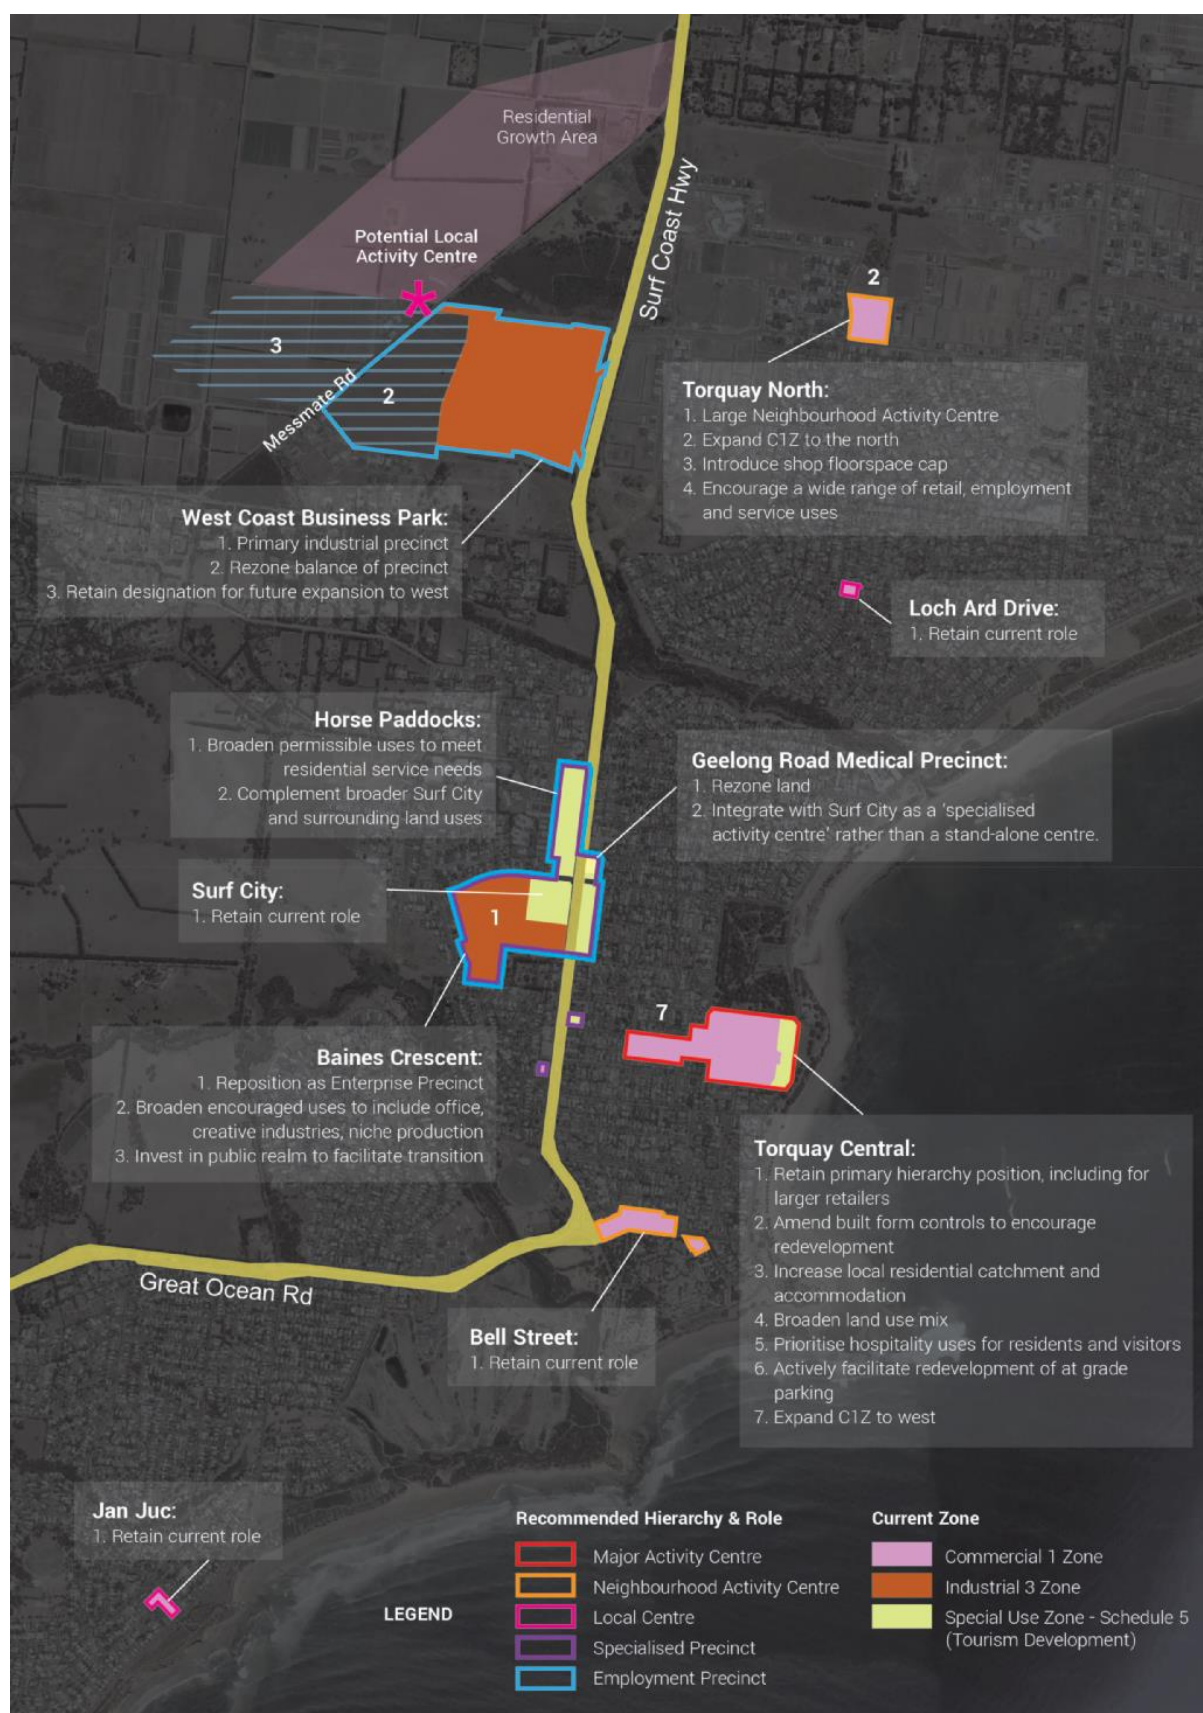 Residential
Growth Area
Surf Coast Hwy
Potential Local
Activity Centre
2
3
2
Messmate Rd
Torquay North:
1. Large Neighbourhood Activity Centre
2. Expand C1Z to the north
3. Introduce shop floorspace cap
4. Encourage a wide range of retail, employment
and service uses
West Coast Business Park:
1. Primary industrial precinct
2. Rezone balance of precinct
3. Retain designation for future expansion to west
Loch Ard Drive:
1. Retain current role
Horse Paddocks:
1. Broaden permissible uses to meet
residential service needs
2. Complement broader Surf City
and surrounding land uses
Geelong Road Medical Precinct:
1. Rezone land
2. Integrate with Surf City as a 'specialised
activity centre' rather than a stand-alone centre.
Surf City:
1. Retain current role
1
7
Baines Crescent:
1. Reposition as Enterprise Precinct
2. Broaden encouraged uses to include office,
creative industries, niche production
3. Invest in public realm to facilitate transition
Torquay Central:
1. Retain primary hierarchy position, including for
larger retailers
2. Amend built form controls to encourage
redevelopment
3. Increase local residential catchment and
accommodation
4. Broaden land use mix
5. Prioritise hospitality uses for residents and visitors
6. Actively facilitate redevelopment of at grade
parking
7. Expand C1Z to west
Great Ocean Rd
Bell Street:
1. Retain current role
Jan Juc:
1. Retain current role
LEGEND
Recommended Hierarchy & Role
Major Activity Centre
Neighbourhood Activity Centre
Local Centre
Specialised Precinct
Employment Precinct
Current Zone
Commercial 1 Zone
Industrial 3 Zone
Special Use Zone - Schedule 5
(Tourism Development)